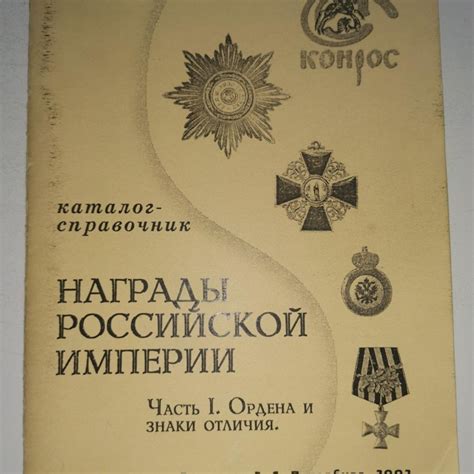 КОНРОС
каталог-
справочник
НАГРАДЫ
РОССИЙСКОЙ
ИМПЕРИИ
Часть I. Ордена и
знаки отличия.